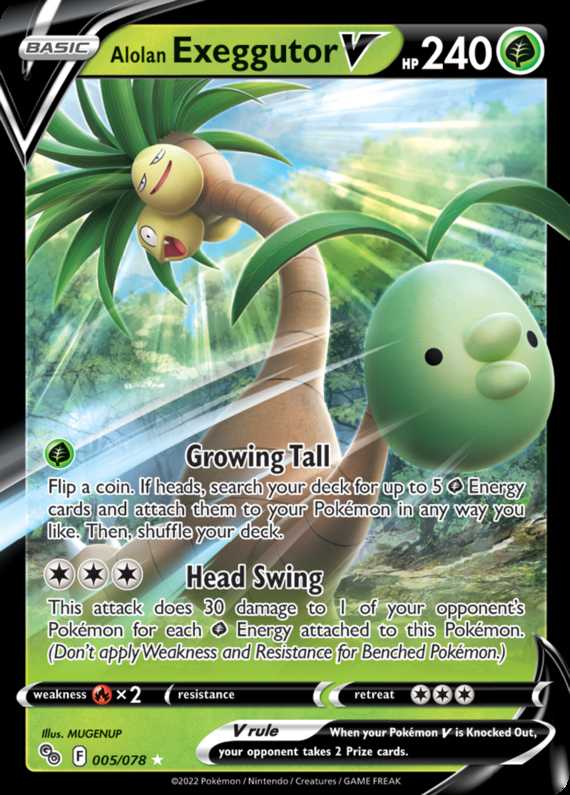 BASIC
Alolan Exeggutor V HP 240
Growing Tall
Flip a coin. If heads, search your deck for up to 5 Energy
cards and attach them to your Pokémon in any way you
like. Then, shuffle your deck.
Head Swing
This attack does 30 damage to 1 of your opponent's
Pokémon for each Energy attached to this Pokémon.
(Don't apply Weakness and Resistance for Benched Pokémon.)
weakness ×2 resistance retreat
Illus. MUGENUP
V rule When your Pokémon V is Knocked Out,
your opponent takes 2 Prize cards.
GO F 005/078
©2022 Pokémon / Nintendo / Creatures / GAME FREAK